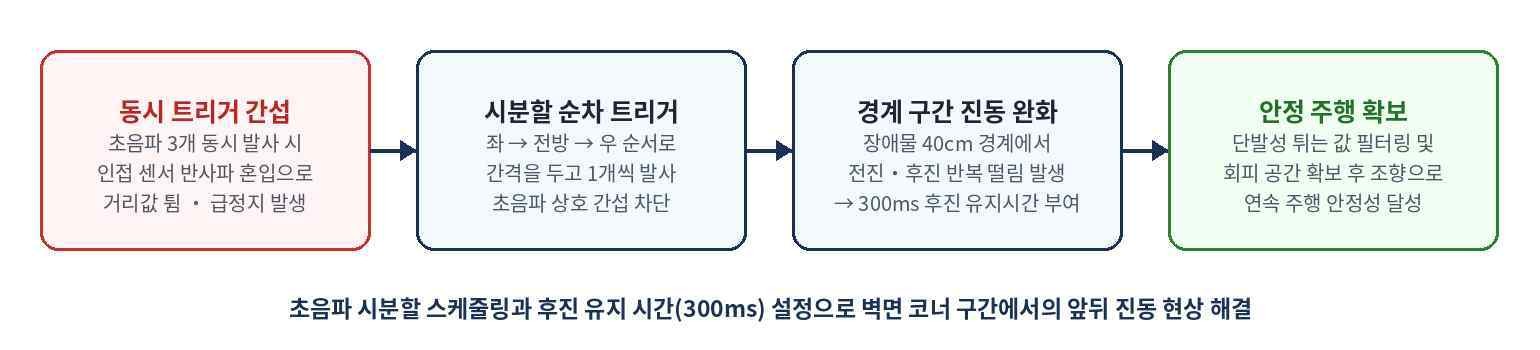 동시 트리거 간섭
초음파 3개 동시 발사 시
인접 센서 반사파 혼입으로
거리값 튐 · 급정지 발생
시분할 순차 트리거
좌 → 전방 → 우 순서로
간격을 두고 1개씩 발사
초음파 상호 간섭 차단
경계 구간 진동 완화
장애물 40cm 경계에서
전진 · 후진 반복 떨림 발생
→ 300ms 후진 유지시간 부여
안정 주행 확보
단발성 튀는 값 필터링 및
회피 공간 확보 후 조향으로
연속 주행 안정성 달성
초음파 시분할 스케줄링과 후진 유지 시간(300ms) 설정으로 벽면 코너 구간에서의 앞뒤 진동 현상 해결